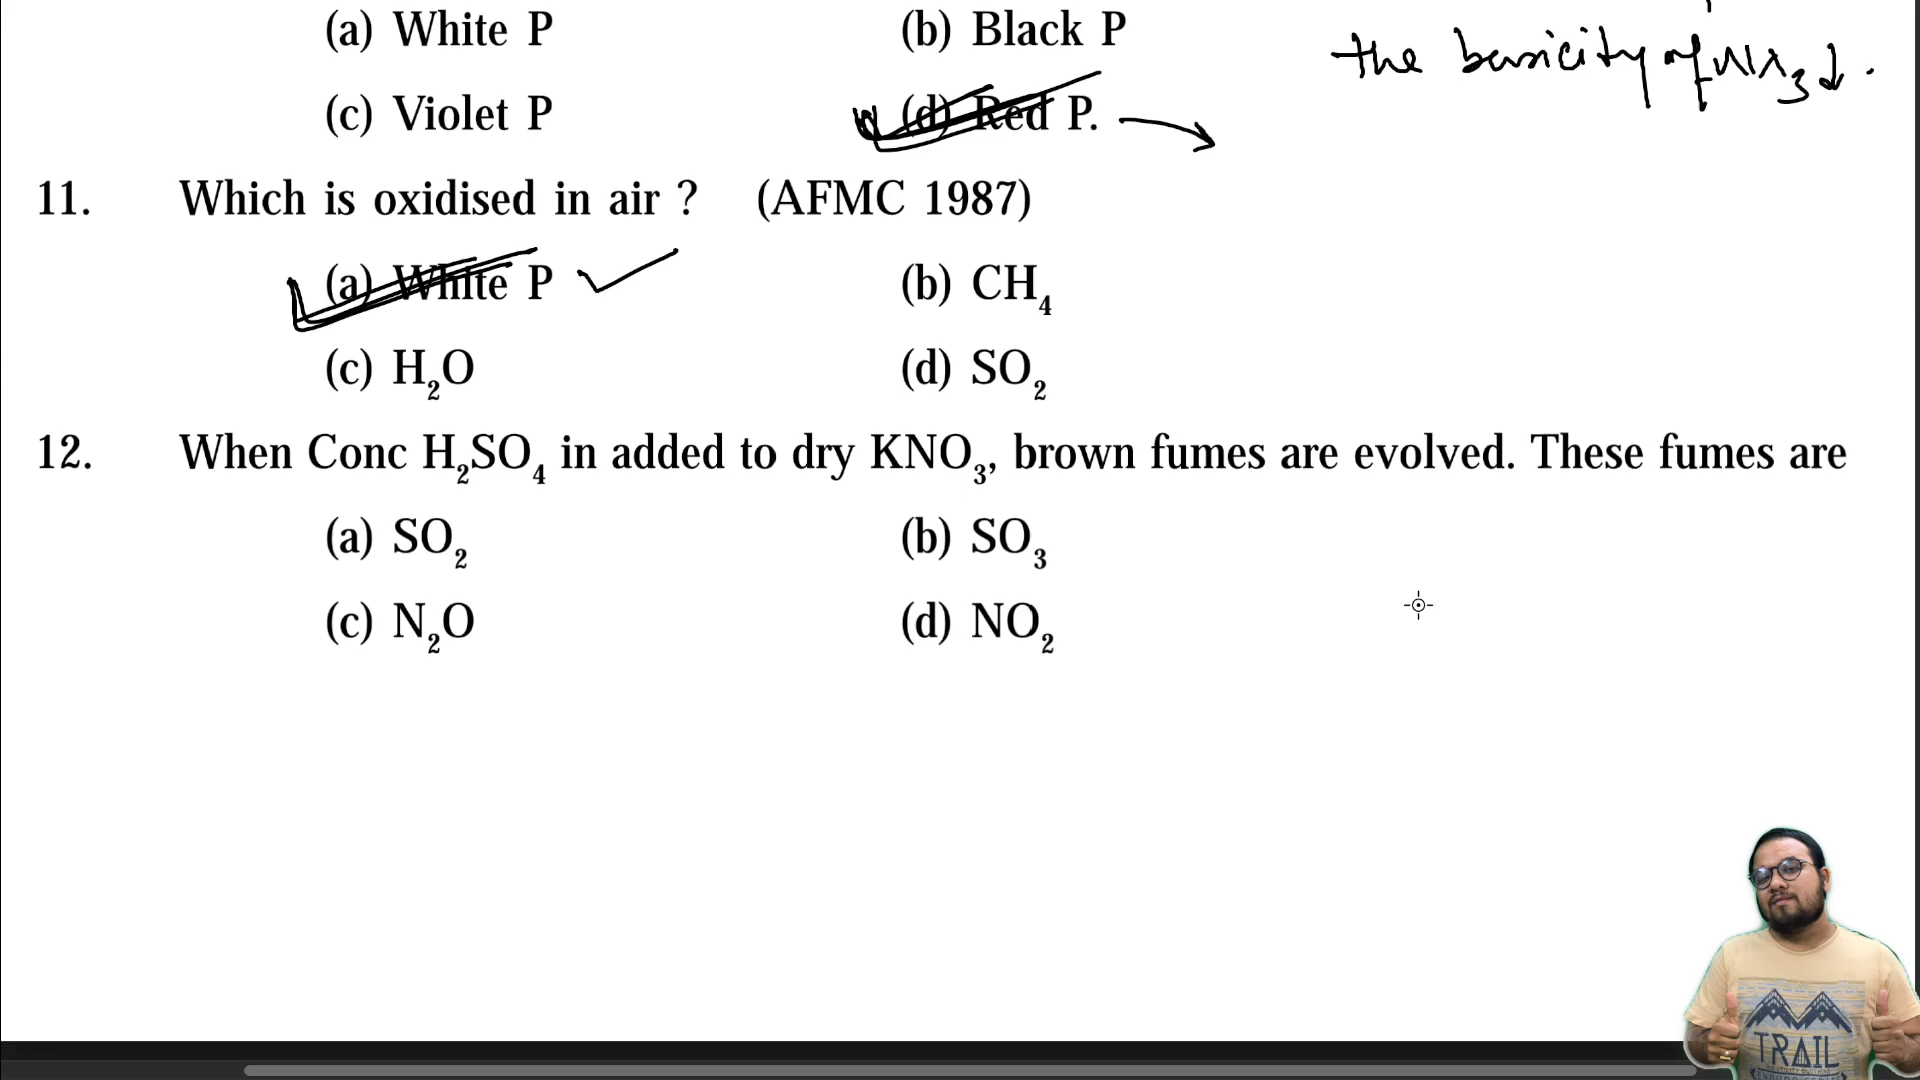 (a) White P (b) Black P
the basicity of NX₃ ↓.
(c) Violet P (d) Red P.
11. Which is oxidised in air ? (AFMC 1987)
(a) White P (b) CH₄
(c) H₂O (d) SO₂
12. When Conc H₂SO₄ in added to dry KNO₃, brown fumes are evolved. These fumes are
(a) SO₂ (b) SO₃
(c) N₂O (d) NO₂
TRAIL